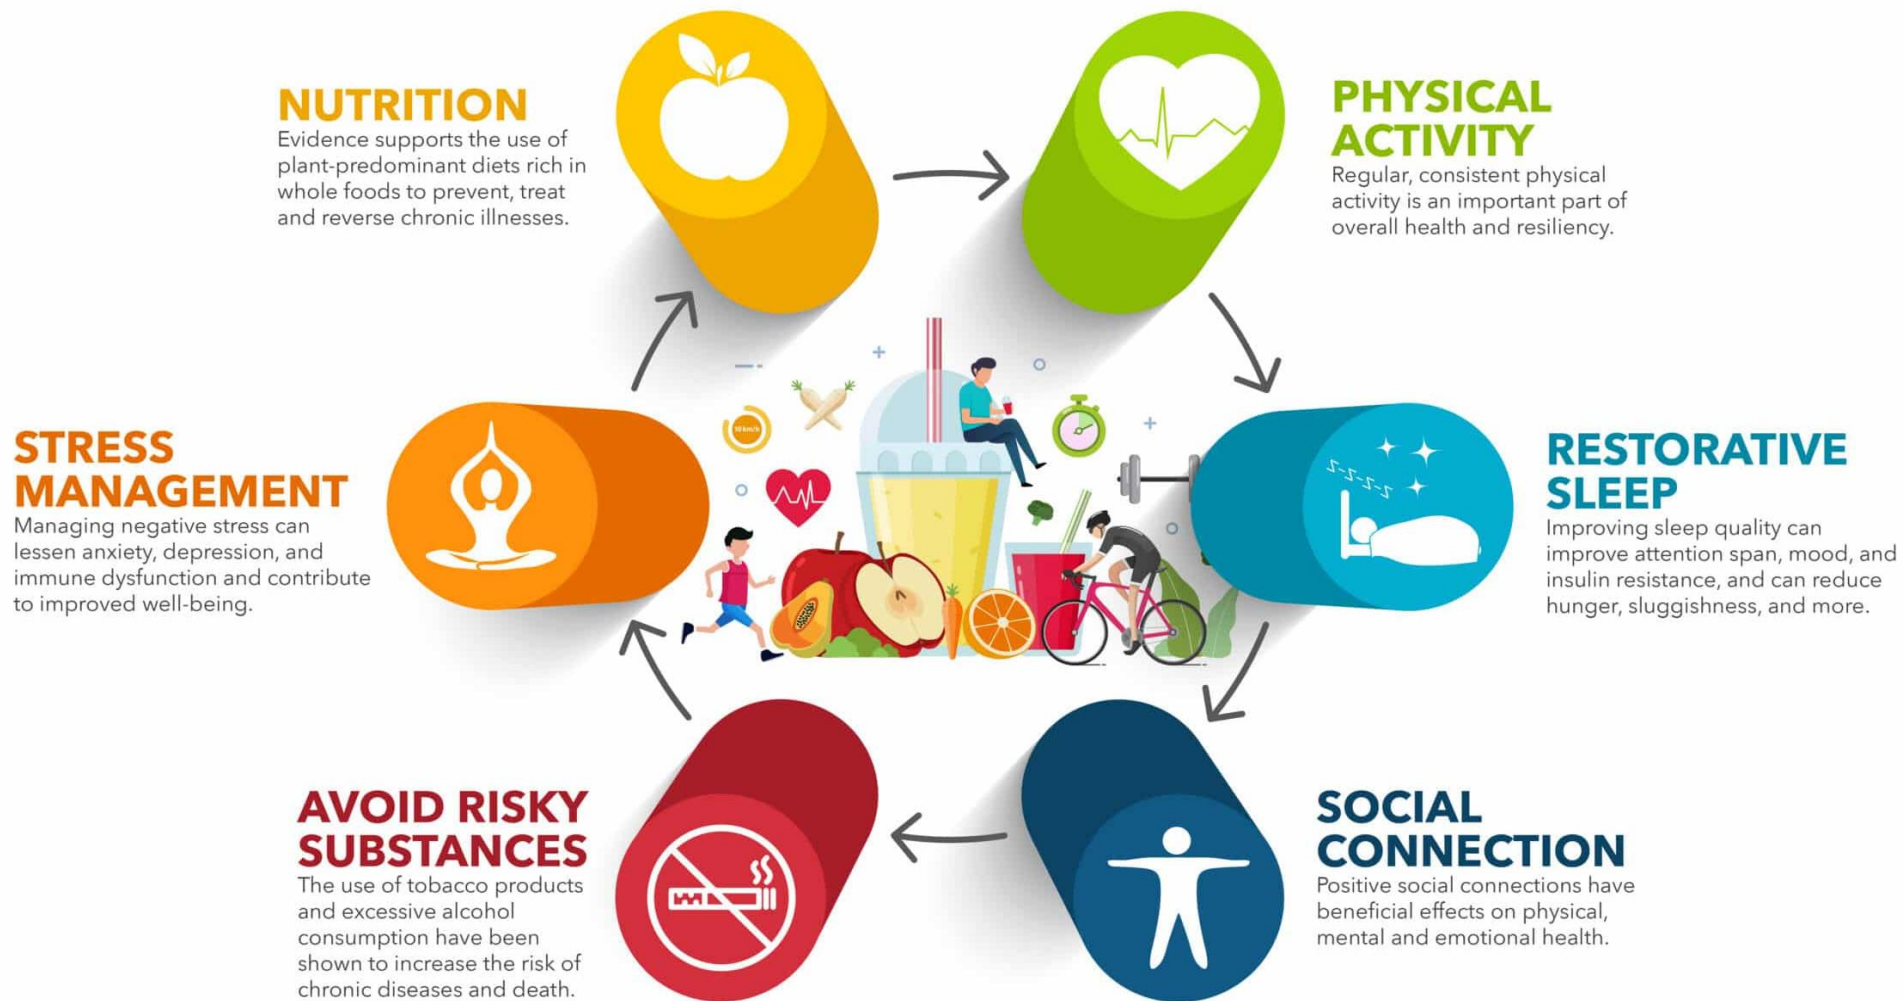 NUTRITION
Evidence supports the use of
plant-predominant diets rich in
whole foods to prevent, treat
and reverse chronic illnesses.
PHYSICAL
ACTIVITY
Regular, consistent physical
activity is an important part of
overall health and resiliency.
RESTORATIVE
SLEEP
Improving sleep quality can
improve attention span, mood, and
insulin resistance, and can reduce
hunger, sluggishness, and more.
SOCIAL
CONNECTION
Positive social connections have
beneficial effects on physical,
mental and emotional health.
AVOID RISKY
SUBSTANCES
The use of tobacco products
and excessive alcohol
consumption have been
shown to increase the risk of
chronic diseases and death.
STRESS
MANAGEMENT
Managing negative stress can
lessen anxiety, depression, and
immune dysfunction and contribute
to improved well-being.
10 km/h
z-z-z-z-z